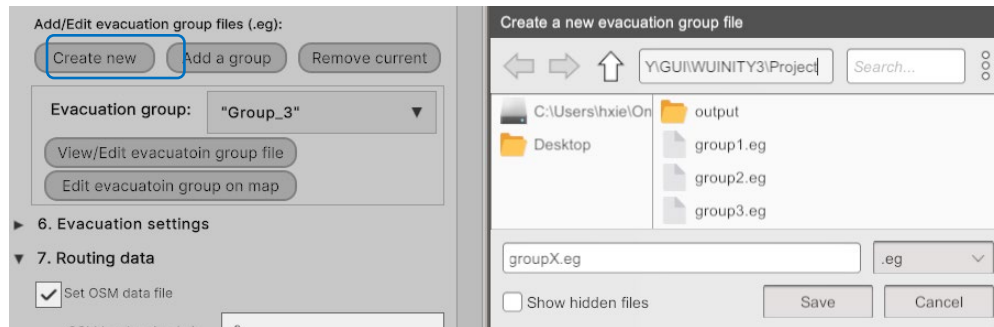 Add/Edit evacuation group files (.eg):
Create new
Add a group
Remove current
Evacuation group:
"Group_3"
View/Edit evacuatoin group file
Edit evacuatoin group on map
6. Evacuation settings
7. Routing data
Set OSM data file
Create a new evacuation group file
Y\GUI\WUINITY3\Project
Search...
C:\Users\hxie\On
Desktop
output
group1.eg
group2.eg
group3.eg
groupX.eg
.eg
Show hidden files
Save
Cancel